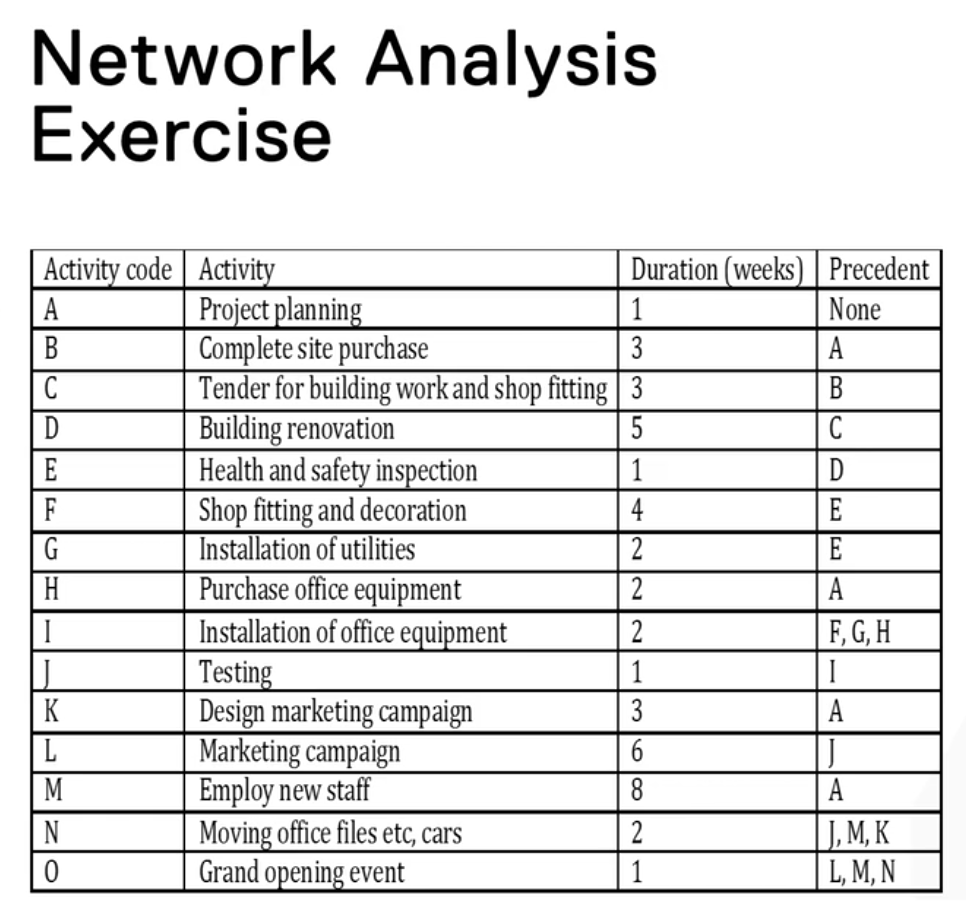 Network Analysis
Exercise
Activity code Activity Duration (weeks) Precedent
A Project planning 1 None
B Complete site purchase 3 A
C Tender for building work and shop fitting 3 B
D Building renovation 5 C
E Health and safety inspection 1 D
F Shop fitting and decoration 4 E
G Installation of utilities 2 E
H Purchase office equipment 2 A
I Installation of office equipment 2 F, G, H
J Testing 1 I
K Design marketing campaign 3 A
L Marketing campaign 6 J
M Employ new staff 8 A
N Moving office files etc, cars 2 J, M, K
O Grand opening event 1 L, M, N